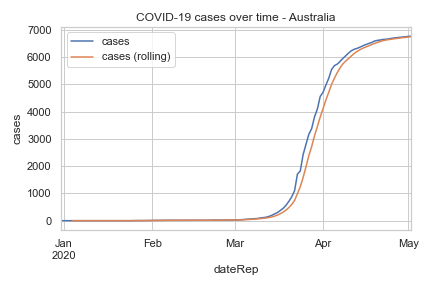 COVID-19 cases over time - Australia
cases
cases (rolling)
7000
6000
5000
4000
3000
2000
1000
0
cases
Jan
2020
Feb
Mar
Apr
May
dateRep